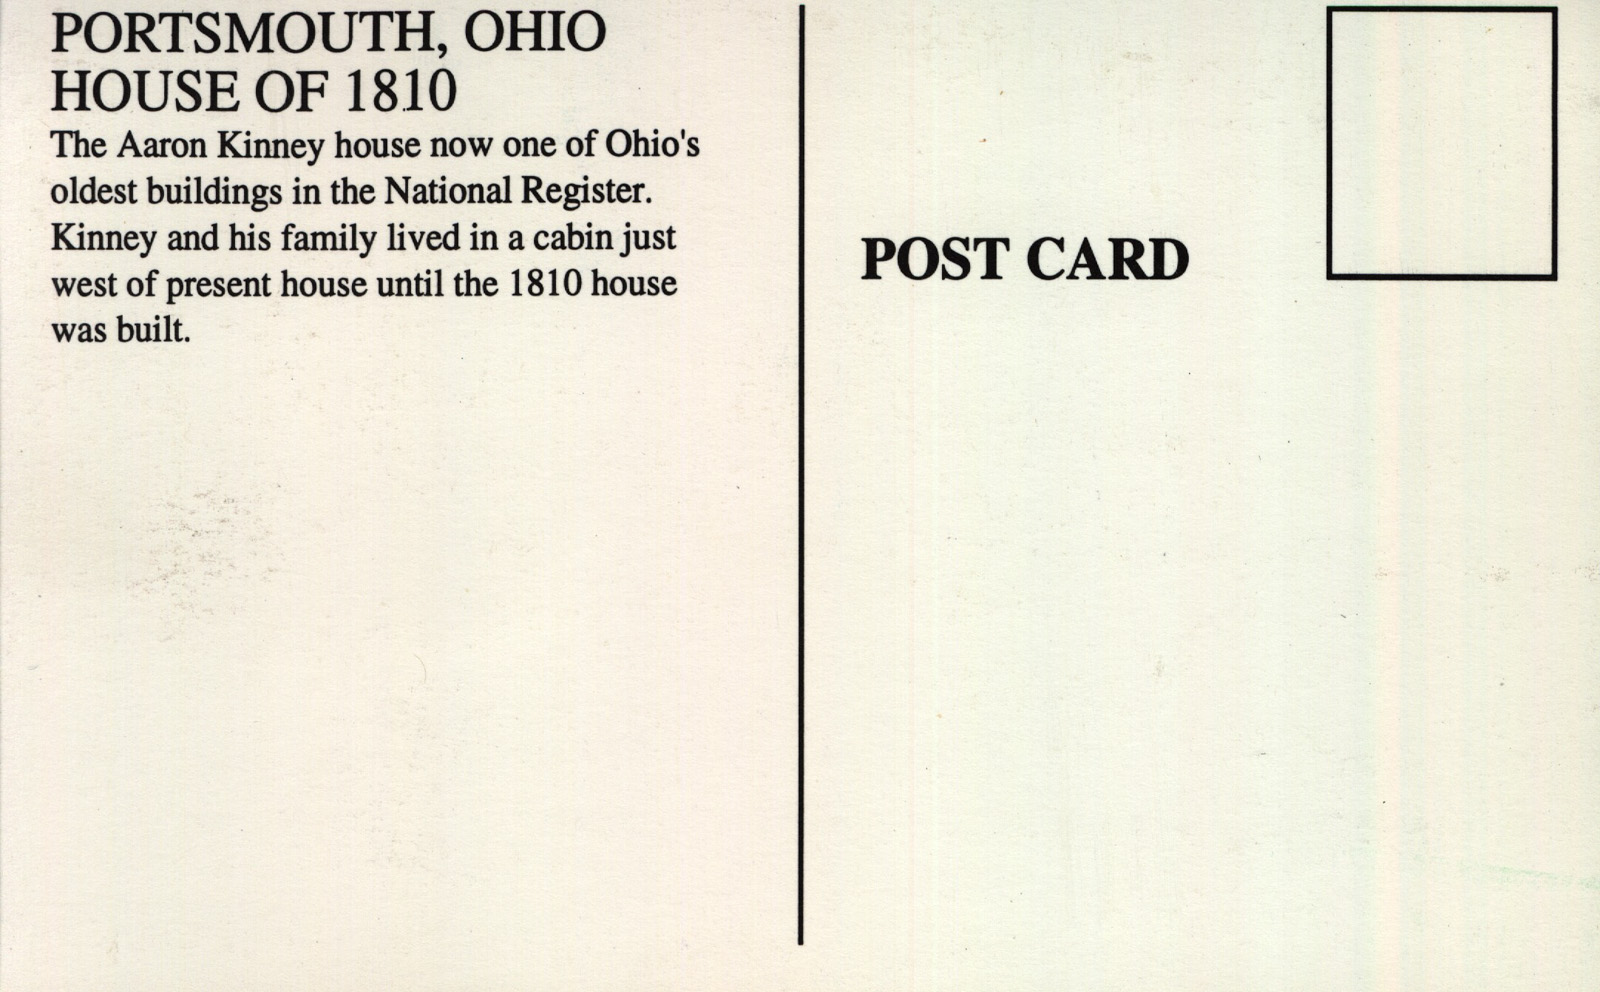 PORTSMOUTH, OHIO
HOUSE OF 1810
The Aaron Kinney house now one of Ohio's
oldest buildings in the National Register.
Kinney and his family lived in a cabin just
west of present house until the 1810 house
was built.
POST CARD